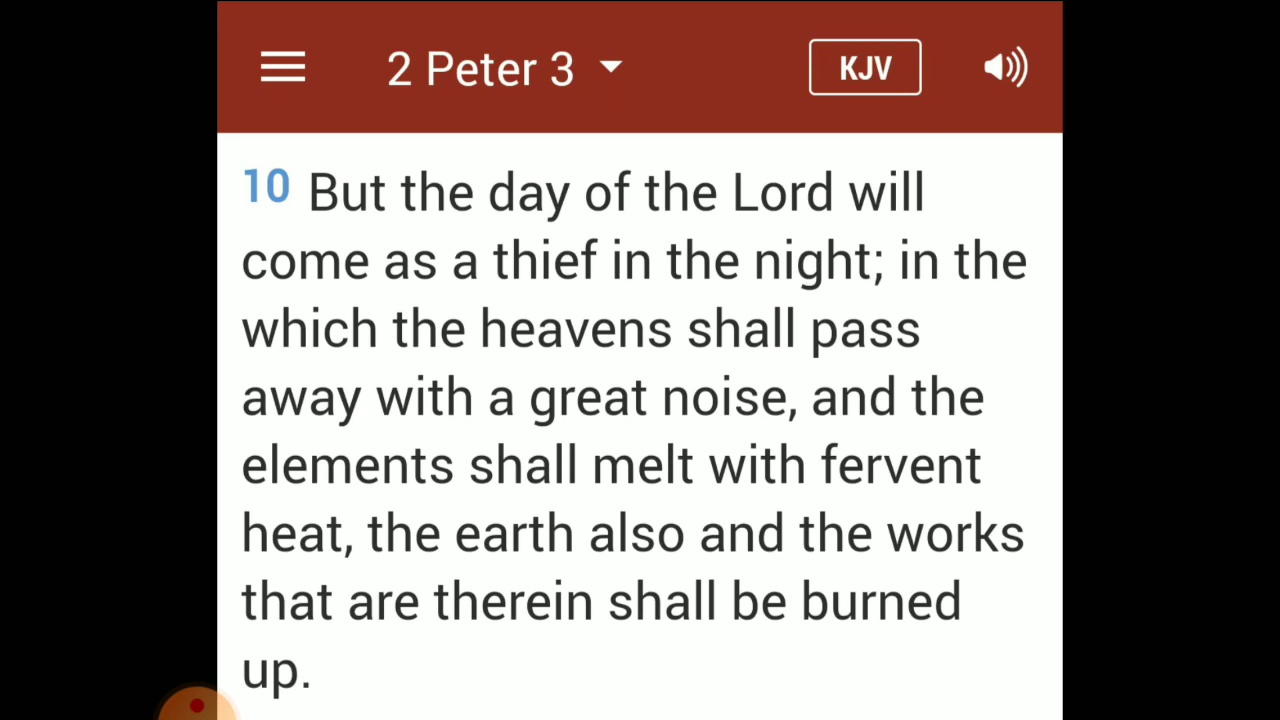 2 Peter 3
KJV
10 But the day of the Lord will
come as a thief in the night; in the
which the heavens shall pass
away with a great noise, and the
elements shall melt with fervent
heat, the earth also and the works
that are therein shall be burned
up.